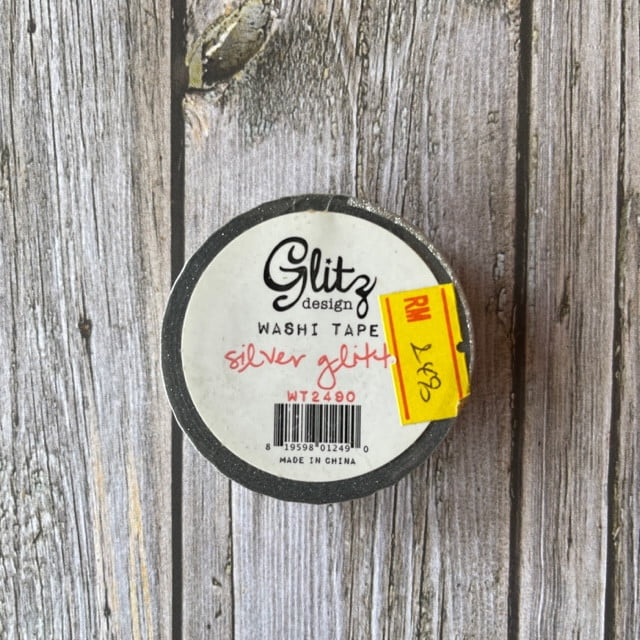 Glitz
design
WASHI TAPE
silver glitt
WT2490
8 19598 01249 0
MADE IN CHINA
RM